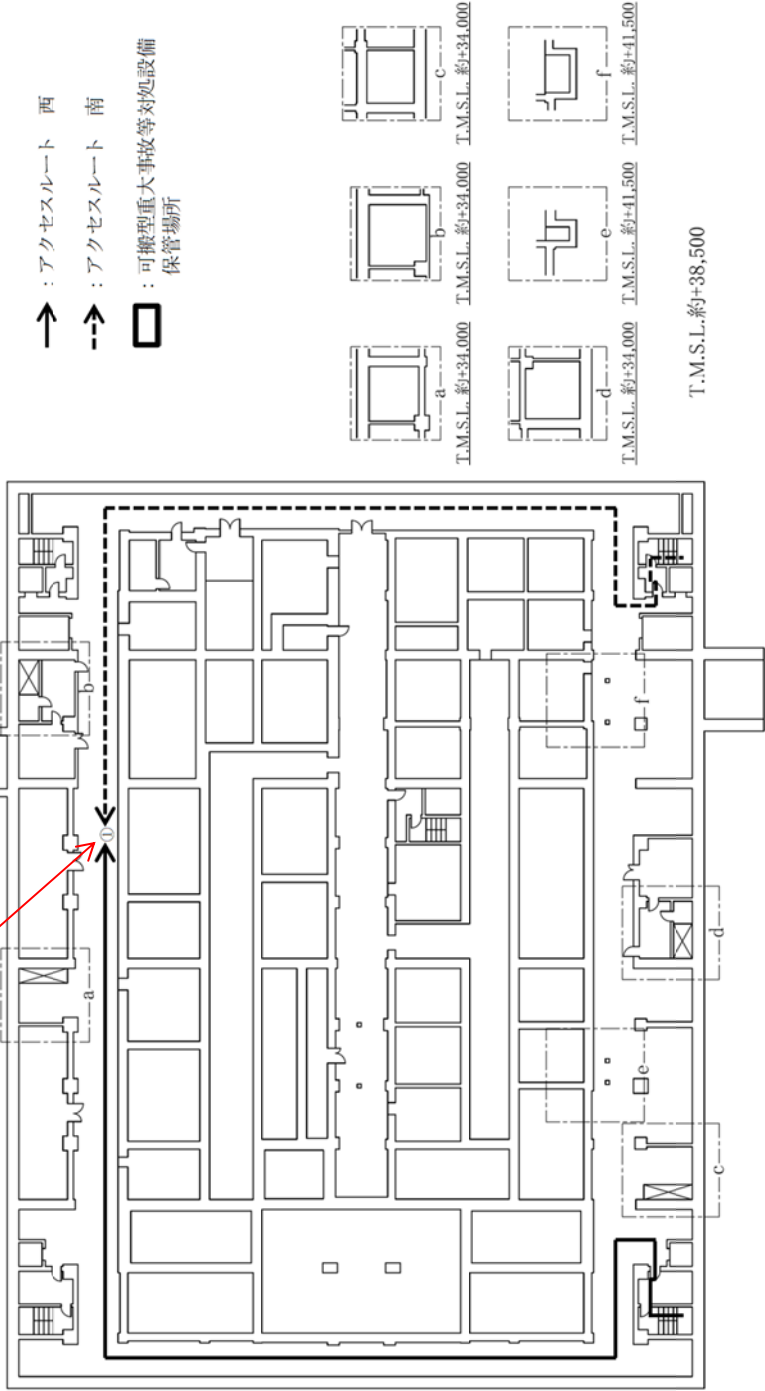 ：アクセスルート　西
：アクセスルート　南
：可搬型重大事故等対処設備
保管場所
a
T.M.S.L. 約+34,000
b
T.M.S.L. 約+34,000
c
T.M.S.L. 約+34,000
d
T.M.S.L. 約+34,000
e
T.M.S.L. 約+41,500
f
T.M.S.L. 約+41,500
T.M.S.L.約+38,500
①
a
b
c
d
e
f